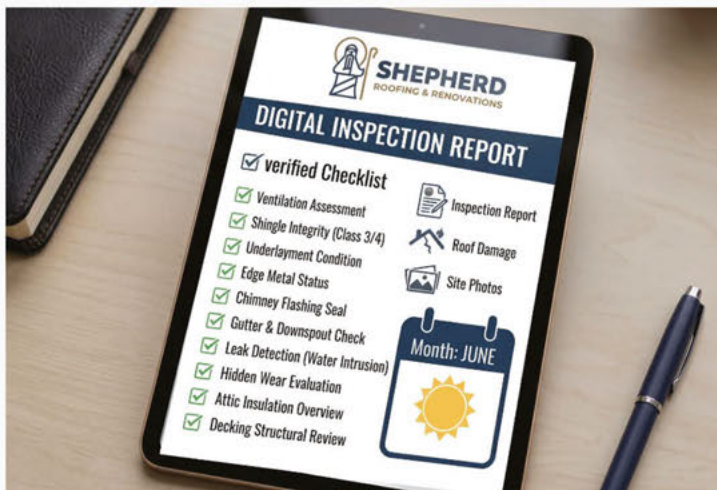 SHEPHERD
ROOFING & RENOVATIONS
DIGITAL INSPECTION REPORT
verified Checklist
Ventilation Assessment
Shingle Integrity (Class 3/4)
Underlayment Condition
Edge Metal Status
Chimney Flashing Seal
Gutter & Downspout Check
Leak Detection (Water Intrusion)
Hidden Wear Evaluation
Attic Insulation Overview
Decking Structural Review
Inspection Report
Roof Damage
Site Photos
Month: JUNE